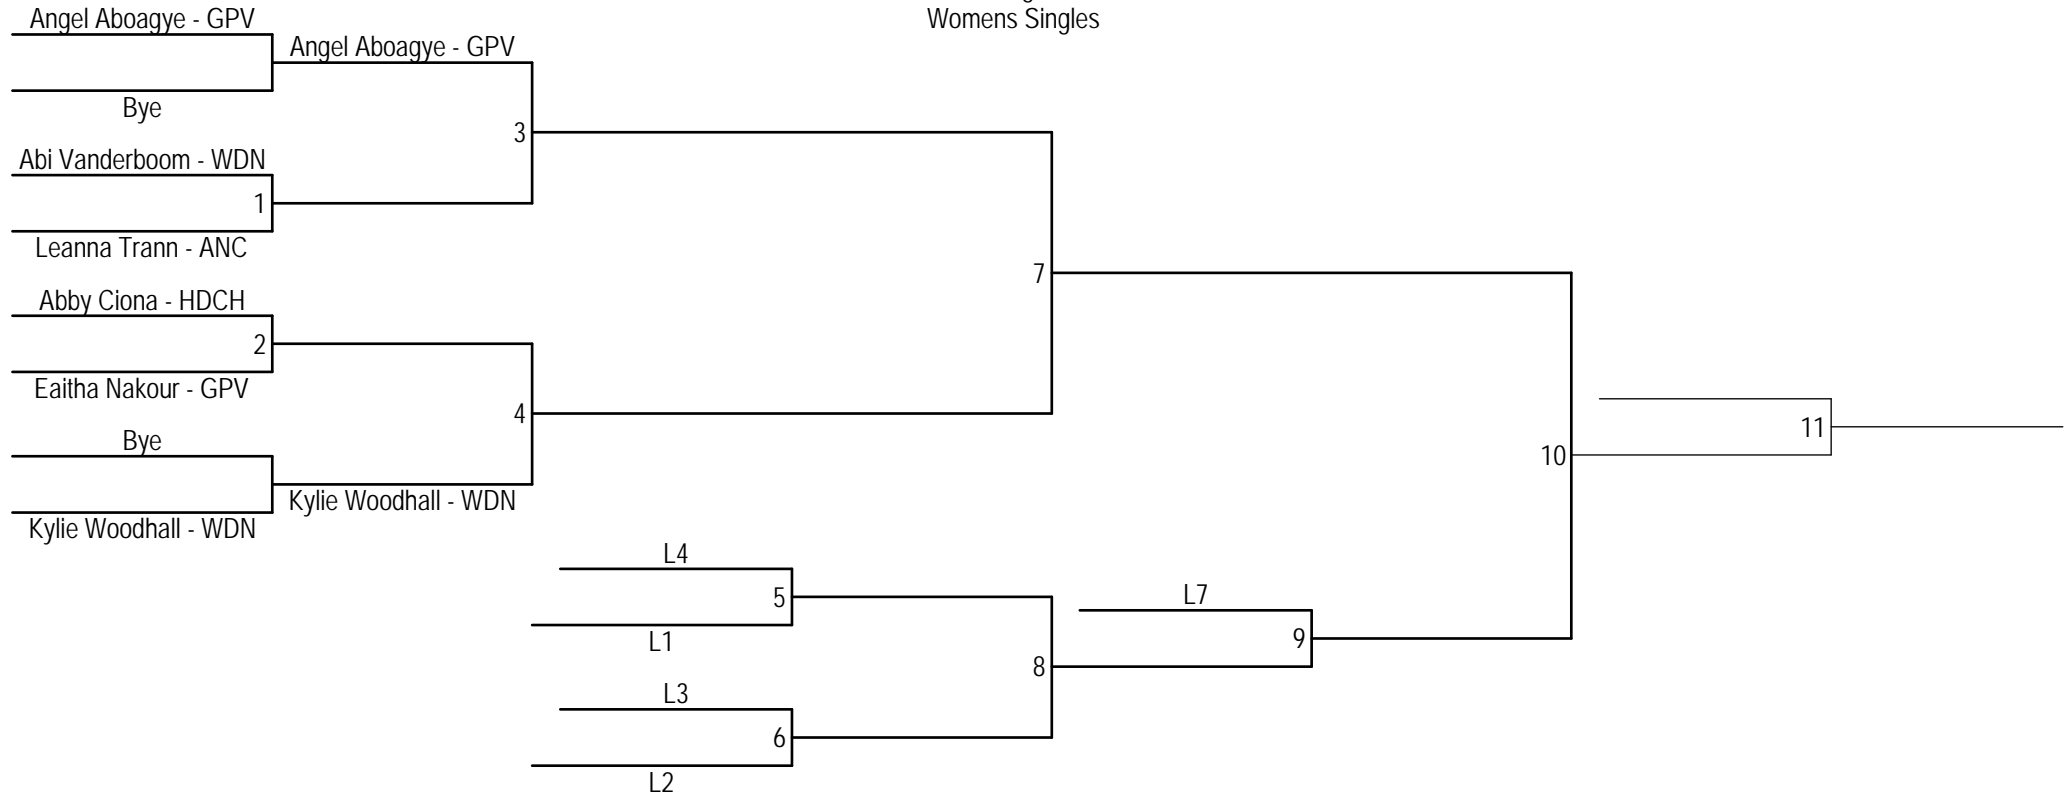 Womens Singles
Angel Aboagye - GPV
Angel Aboagye - GPV
Bye
3
Abi Vanderboom - WDN
1
Leanna Trann - ANC
7
Abby Ciona - HDCH
2
Eaitha Nakour - GPV
4
11
Bye
10
Kylie Woodhall - WDN
Kylie Woodhall - WDN
L4
5
L7
L1
9
8
L3
6
L2